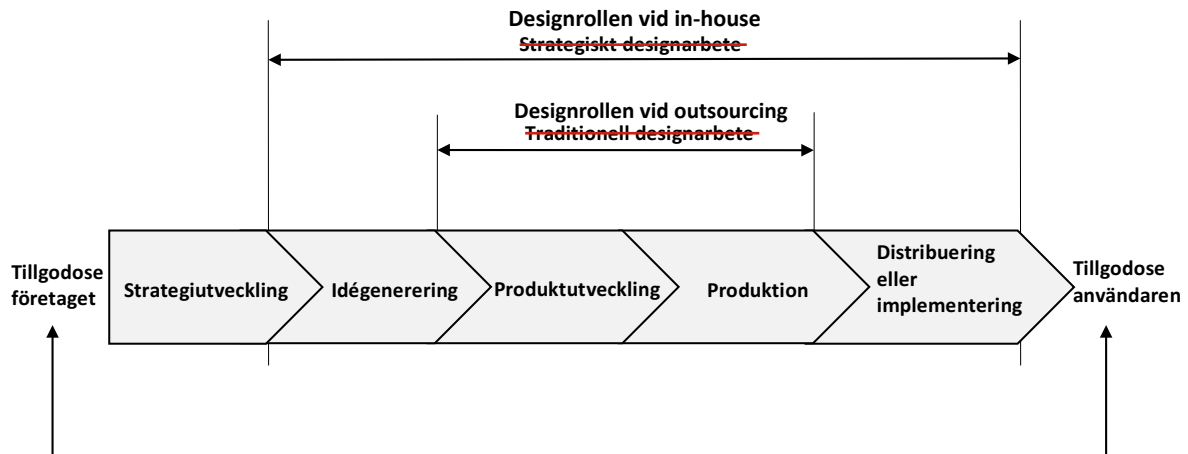 Designrollen vid in-house
Strategiskt designarbete
Designrollen vid outsourcing
Traditionell designarbete
Tillgodose
företaget
Strategiutveckling
Idégenerering
Produktutveckling
Produktion
Distribuering
eller
implementering
Tillgodose
användaren